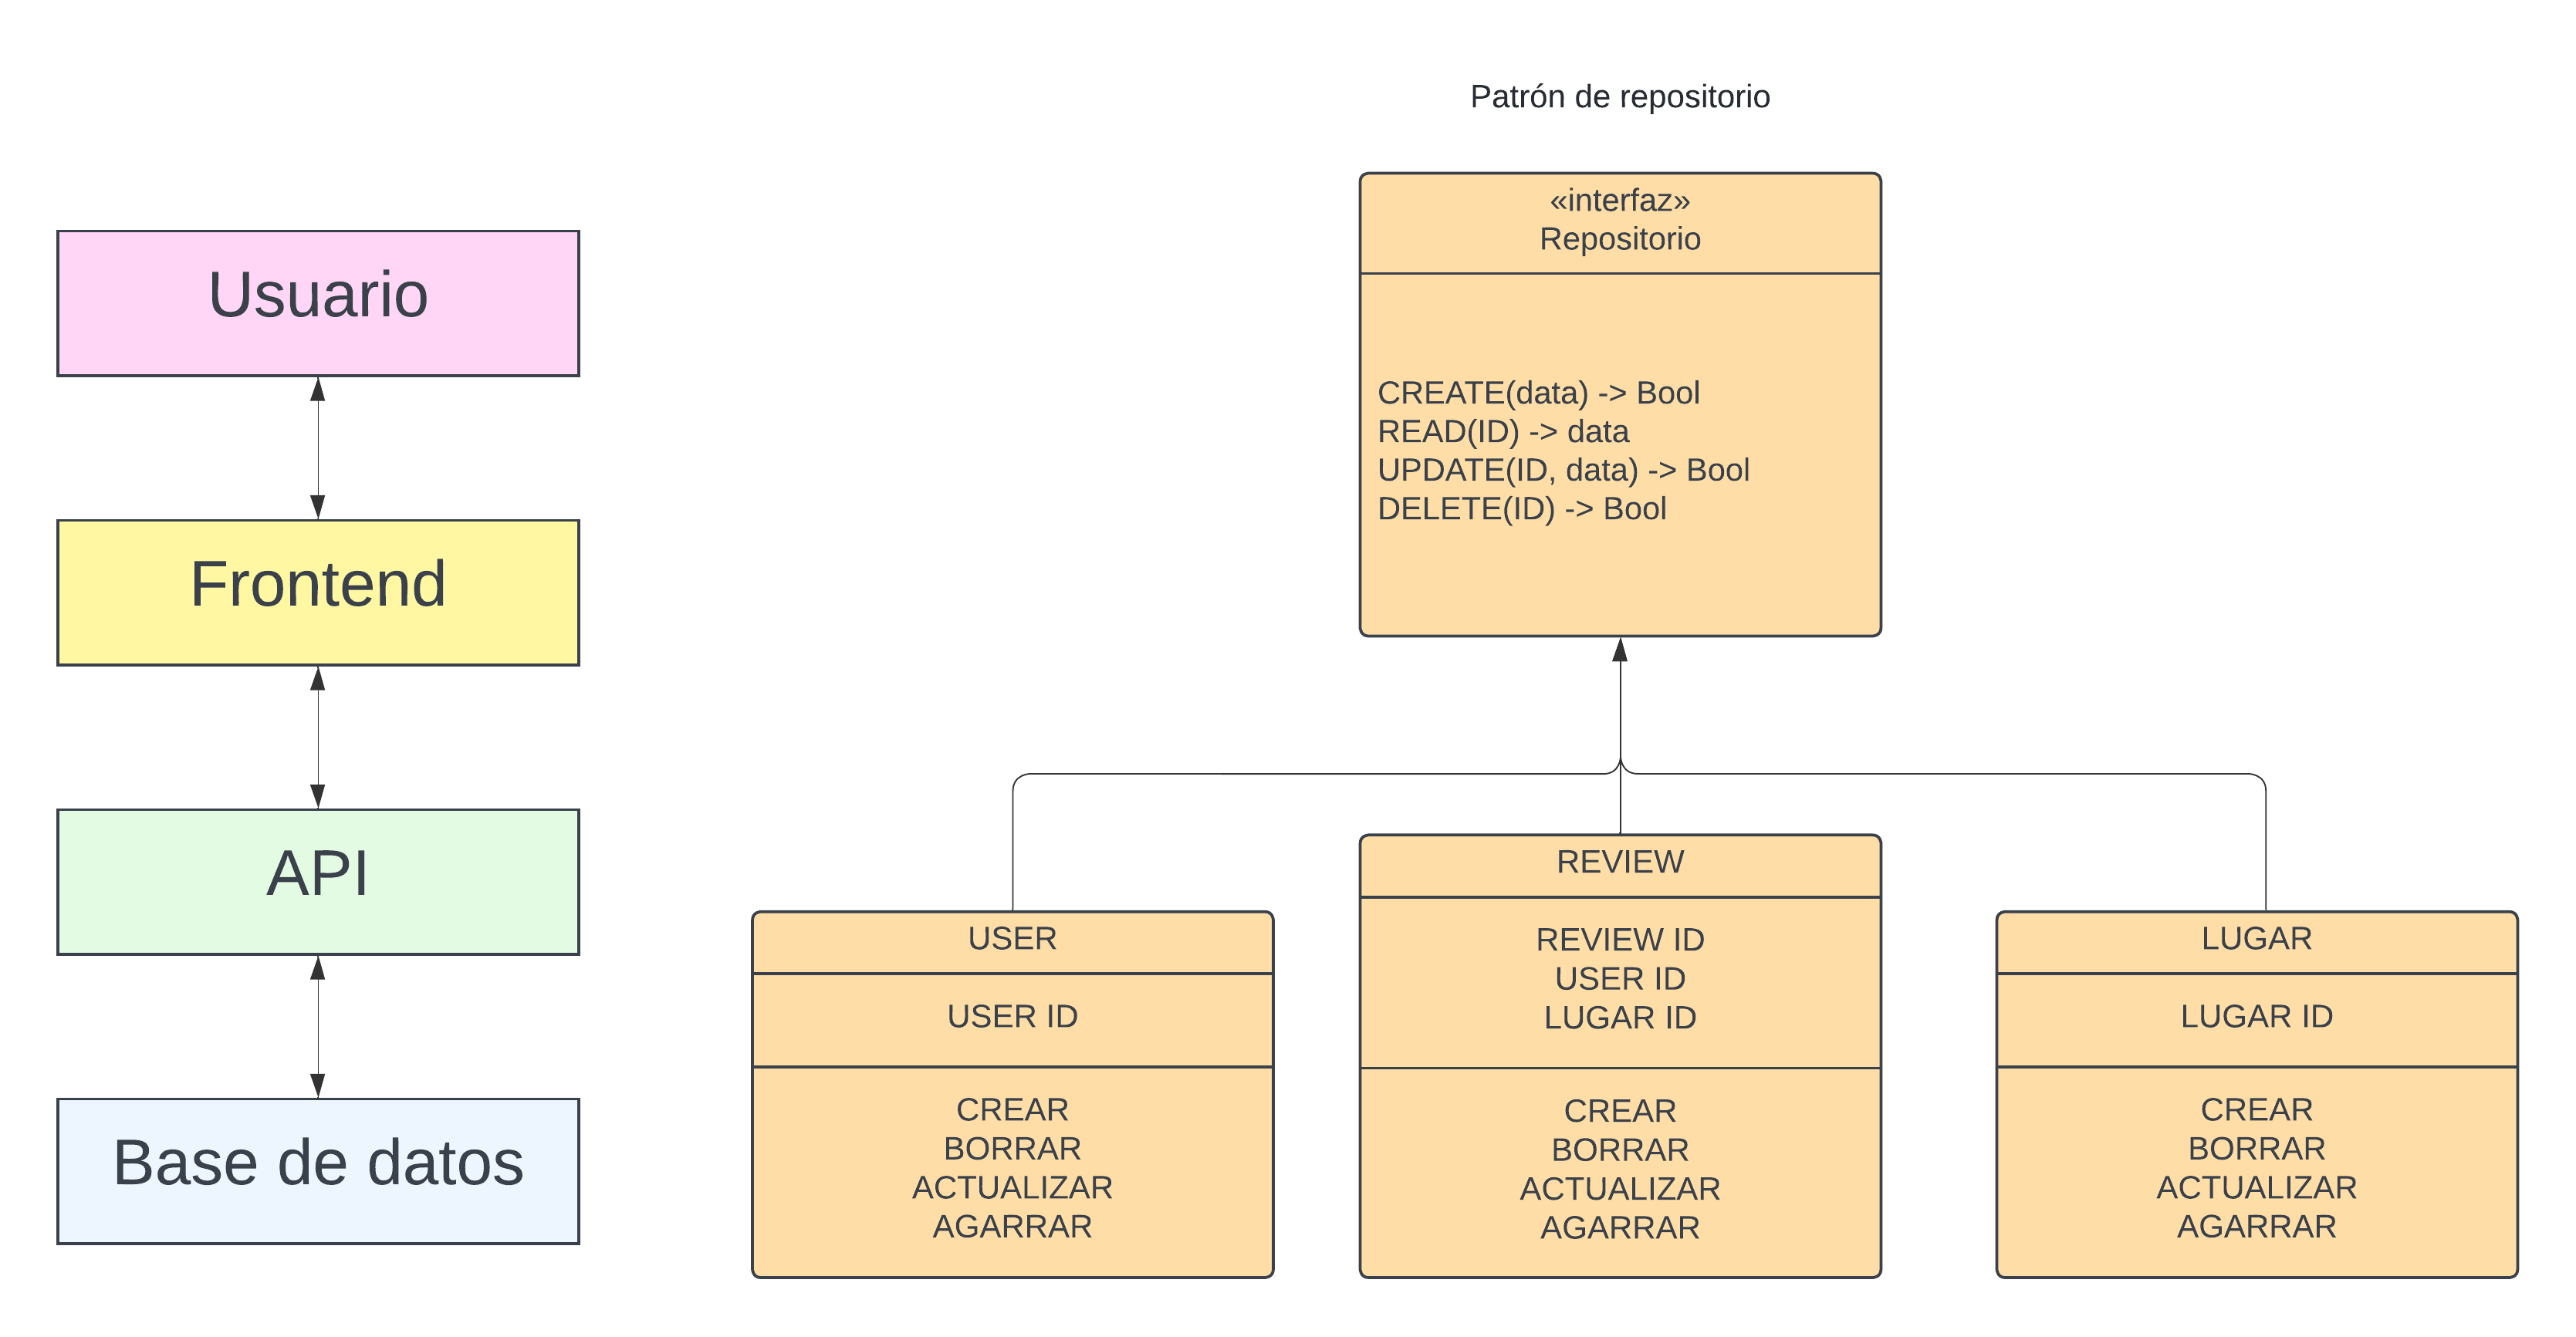 Usuario
Frontend
API
Base de datos
Patrón de repositorio
«interfaz»
Repositorio
CREATE(data) -> Bool
READ(ID) -> data
UPDATE(ID, data) -> Bool
DELETE(ID) -> Bool
USER
USER ID
CREAR
BORRAR
ACTUALIZAR
AGARRAR
REVIEW
REVIEW ID
USER ID
LUGAR ID
CREAR
BORRAR
ACTUALIZAR
AGARRAR
LUGAR
LUGAR ID
CREAR
BORRAR
ACTUALIZAR
AGARRAR